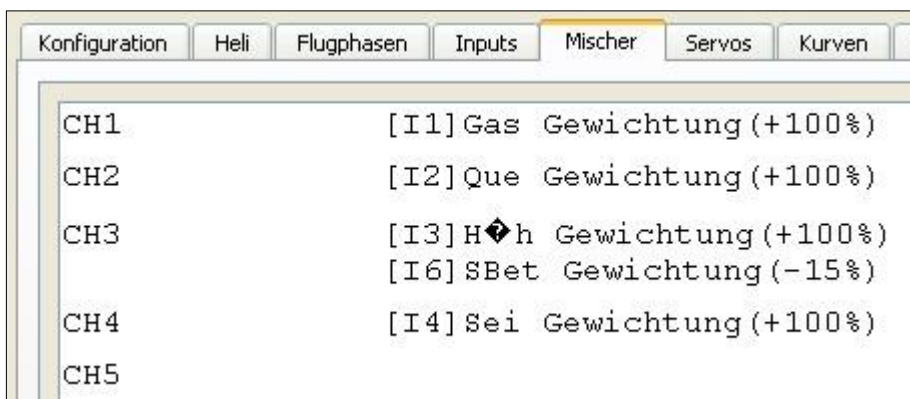 Konfiguration Heli Flugphasen Inputs Mischer Servos Kurven
CH1 [I1]Gas Gewichtung(+100%)
CH2 [I2]Que Gewichtung(+100%)
CH3 [I3]H�h Gewichtung(+100%)
[I6]SBet Gewichtung(-15%)
CH4 [I4]Sei Gewichtung(+100%)
CH5